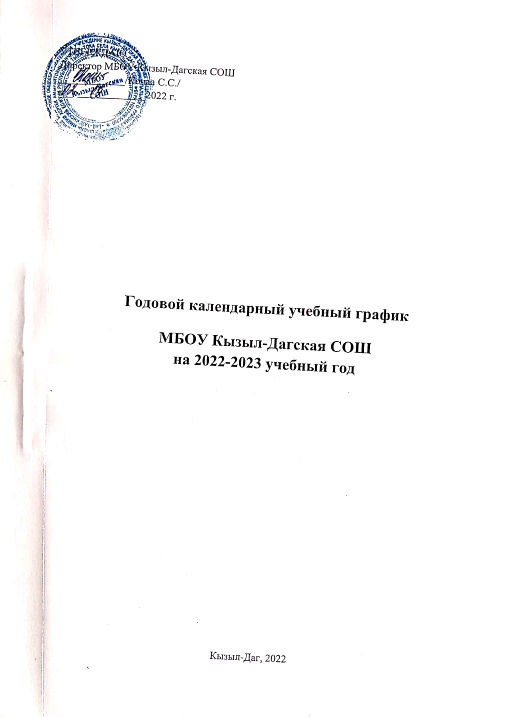 Директор МБОУ Кызыл-Дагская СОШ
С.С./
2022 г.
Годовой календарный учебный график
МБОУ Кызыл-Дагская СОШ
на 2022-2023 учебный год
Кызыл-Даг, 2022